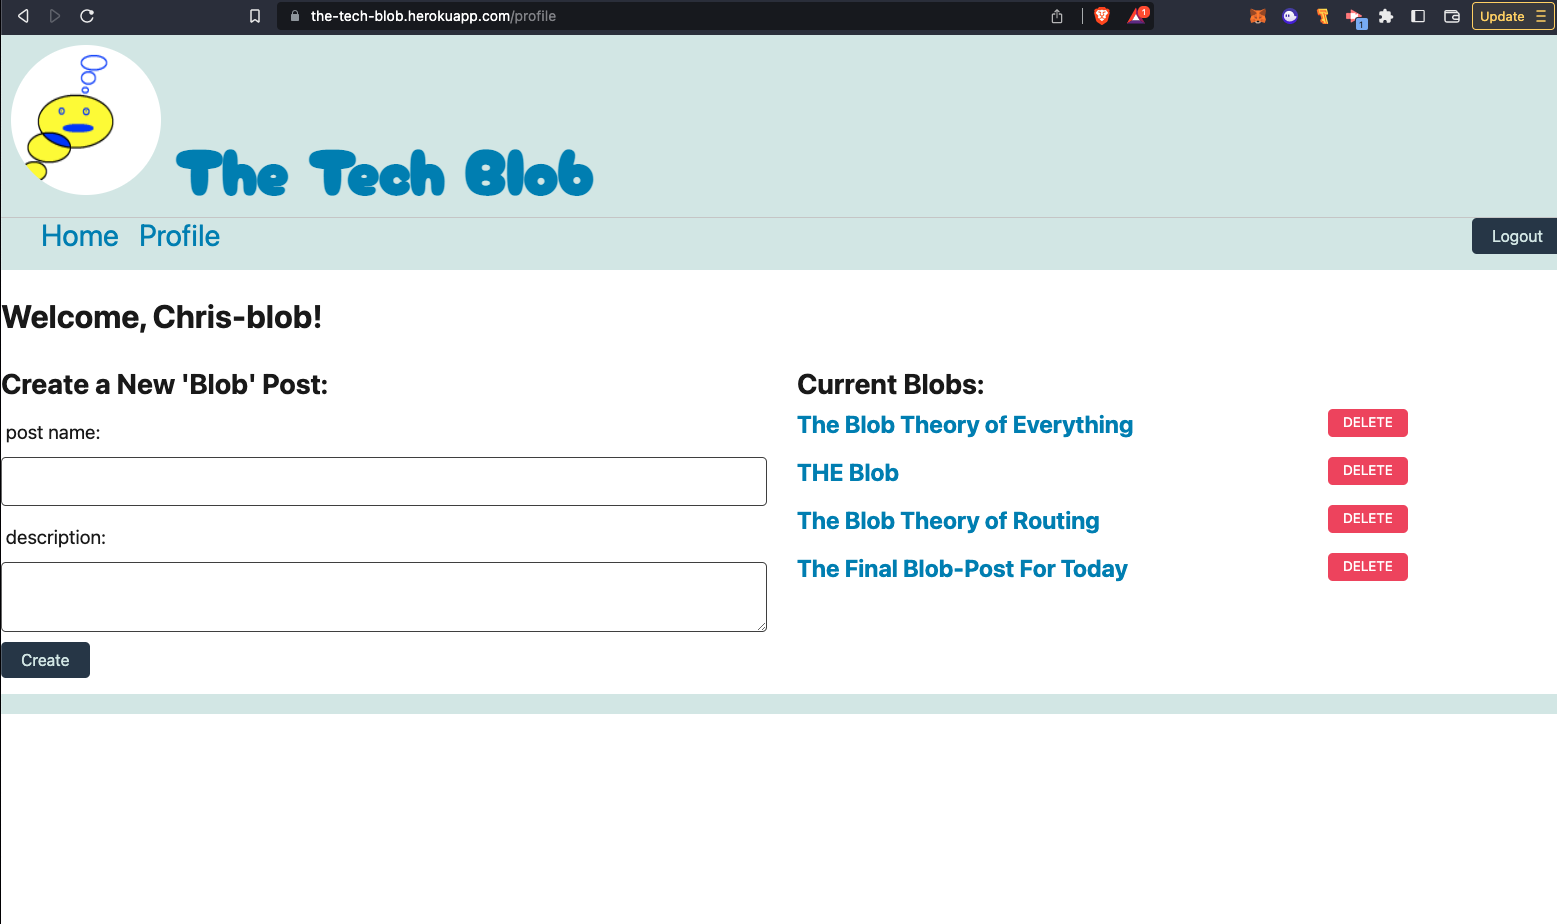 the-tech-blob.herokuapp.com/profile
1
1
Update
The Tech Blob
Home Profile
Logout
Welcome, Chris-blob!
Create a New 'Blob' Post:
post name:
description:
Create
Current Blobs:
The Blob Theory of Everything DELETE
THE Blob DELETE
The Blob Theory of Routing DELETE
The Final Blob-Post For Today DELETE